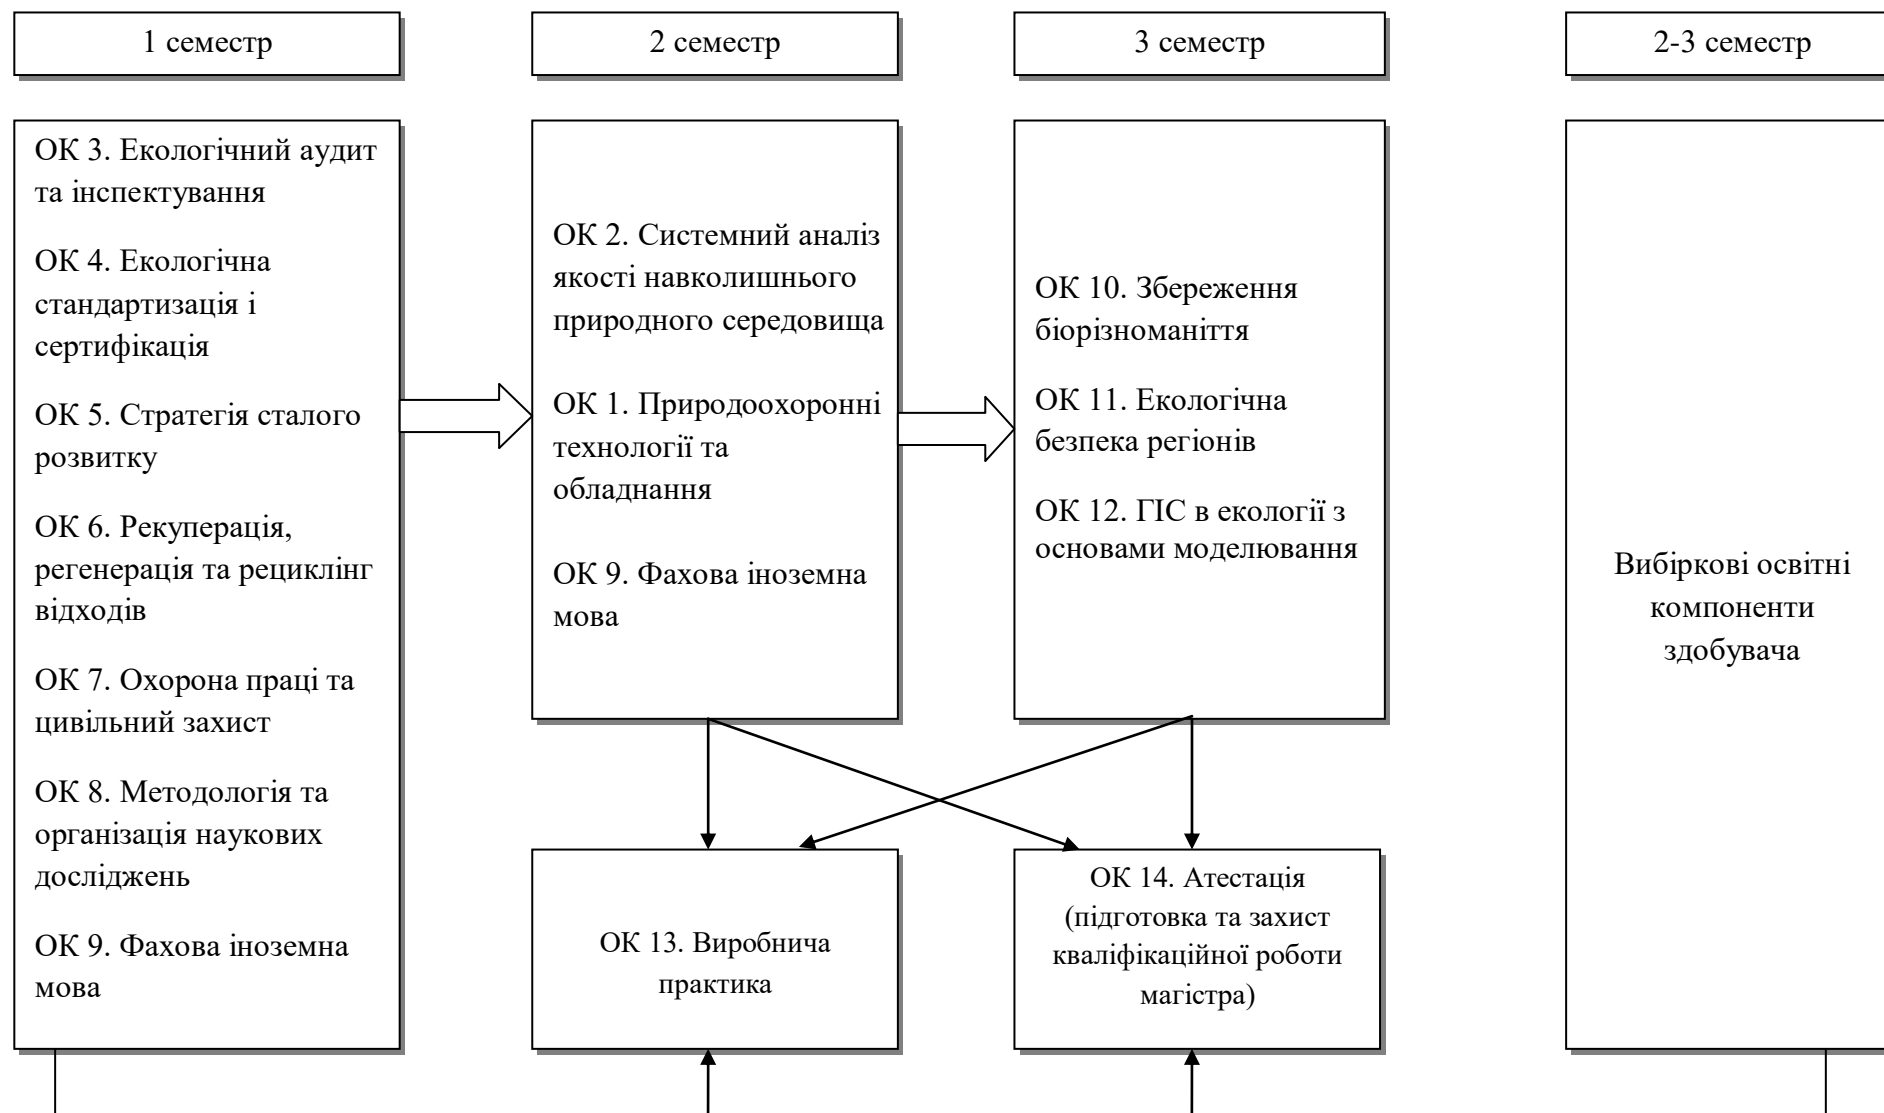 1 семестр
2 семестр
3 семестр
2-3 семестр
ОК 3. Екологічний аудит
та інспектування
ОК 4. Екологічна
стандартизація і
сертифікація
ОК 5. Стратегія сталого
розвитку
ОК 6. Рекуперація,
регенерація та рециклінг
відходів
ОК 7. Охорона праці та
цивільний захист
ОК 8. Методологія та
організація наукових
досліджень
ОК 9. Фахова іноземна
мова
ОК 2. Системний аналіз
якості навколишнього
природного середовища
ОК 1. Природоохоронні
технології та
обладнання
ОК 9. Фахова іноземна
мова
ОК 10. Збереження
біорізноманіття
ОК 11. Екологічна
безпека регіонів
ОК 12. ГІС в екології з
основами моделювання
Вибіркові освітні
компоненти
здобувача
ОК 13. Виробнича
практика
ОК 14. Атестація
(підготовка та захист
кваліфікаційної роботи
магістра)